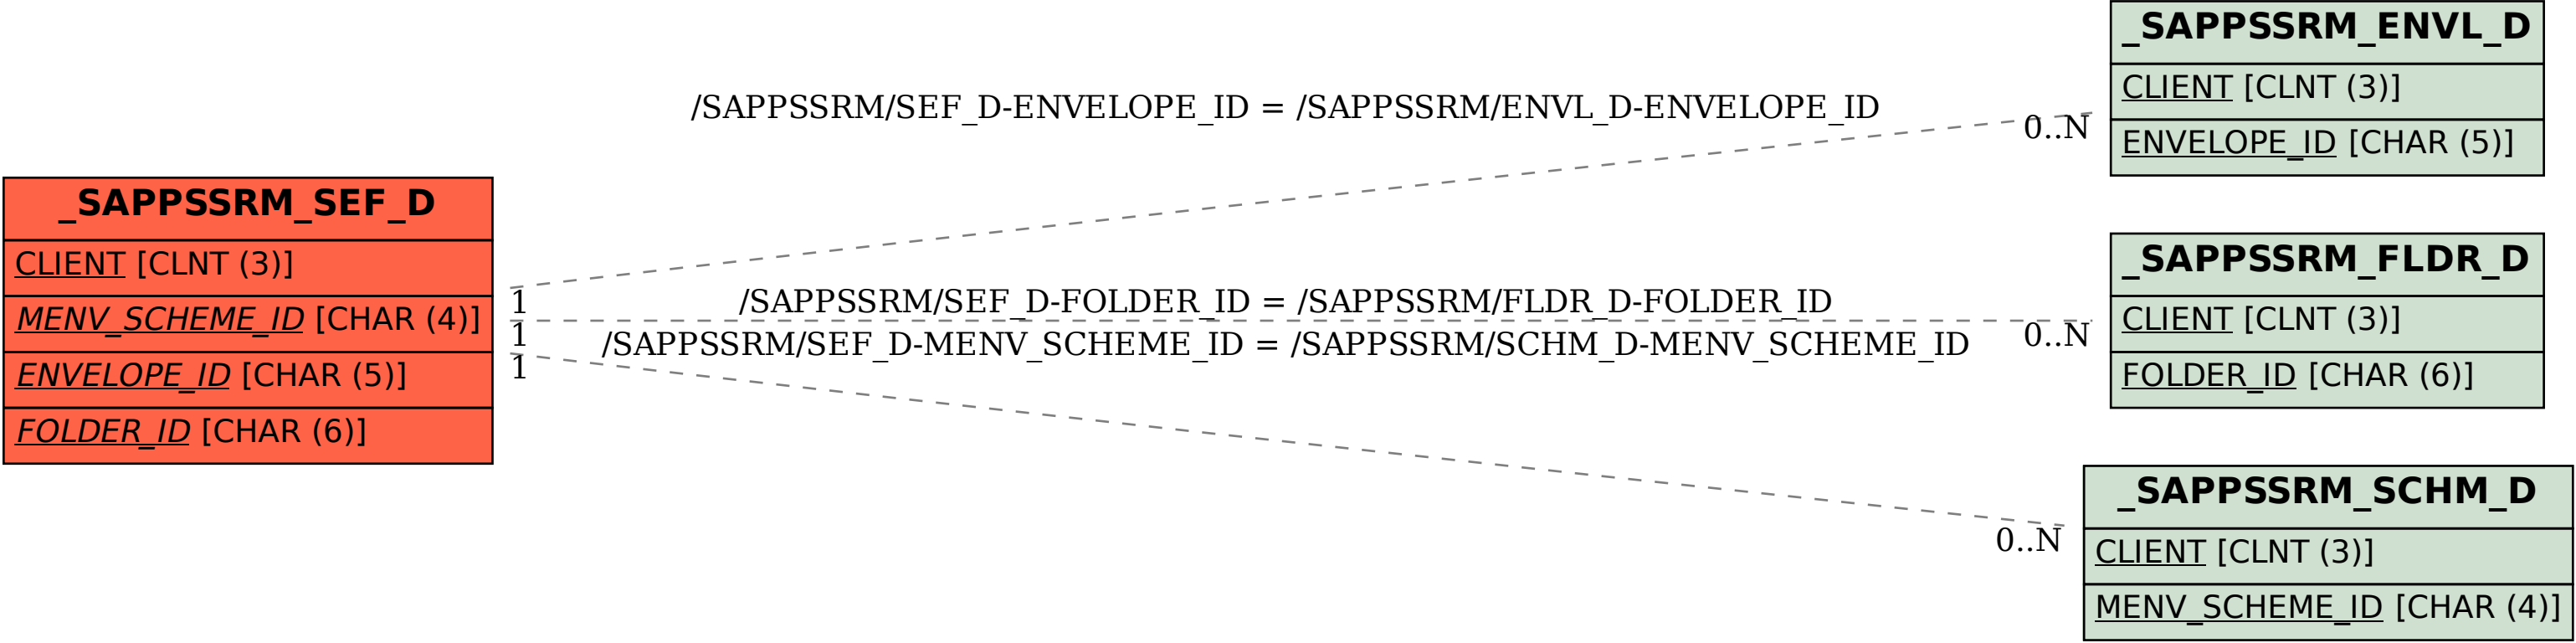 _SAPPSSRM_SEF_D
CLIENT [CLNT (3)]
MENV_SCHEME_ID [CHAR (4)]
ENVELOPE_ID [CHAR (5)]
FOLDER_ID [CHAR (6)]
/SAPPSSRM/SEF_D-ENVELOPE_ID = /SAPPSSRM/ENVL_D-ENVELOPE_ID
1
0..N
/SAPPSSRM/SEF_D-FOLDER_ID = /SAPPSSRM/FLDR_D-FOLDER_ID
1
0..N
/SAPPSSRM/SEF_D-MENV_SCHEME_ID = /SAPPSSRM/SCHM_D-MENV_SCHEME_ID
1
0..N
_SAPPSSRM_ENVL_D
CLIENT [CLNT (3)]
ENVELOPE_ID [CHAR (5)]
_SAPPSSRM_FLDR_D
CLIENT [CLNT (3)]
FOLDER_ID [CHAR (6)]
_SAPPSSRM_SCHM_D
CLIENT [CLNT (3)]
MENV_SCHEME_ID [CHAR (4)]